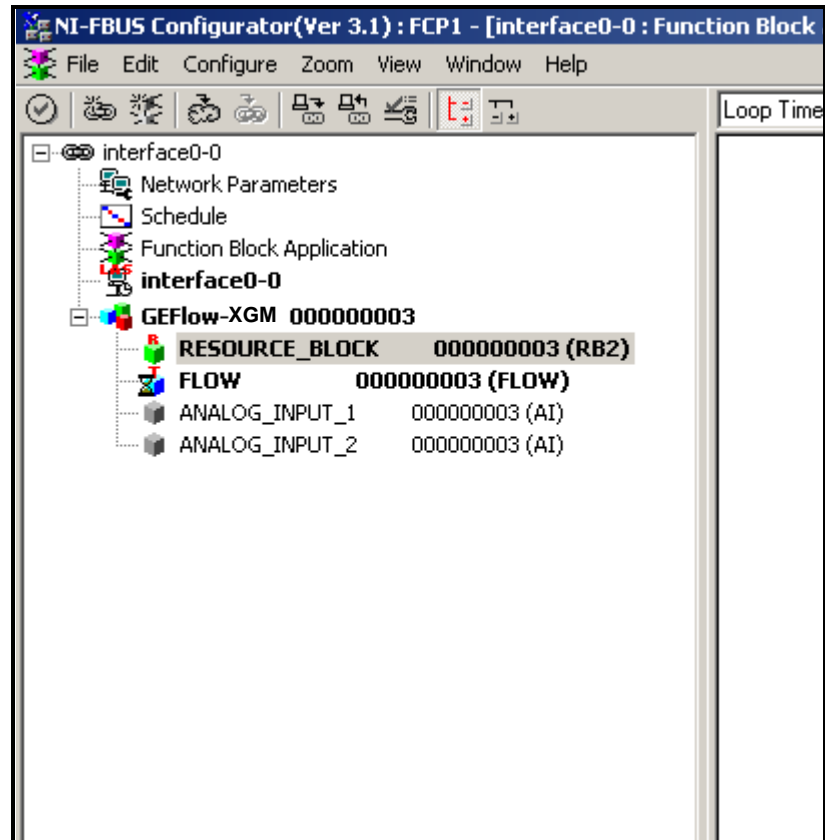 NI-FBUS Configurator(Ver 3.1) : FCP1 - [interface0-0 : Function Block
File Edit Configure Zoom View Window Help
Loop Time
interface0-0
Network Parameters
Schedule
Function Block Application
LAS
interface0-0
GEFlow-XGM 000000003
R
RESOURCE_BLOCK 000000003 (RB2)
T
FLOW 000000003 (FLOW)
ANALOG_INPUT_1 000000003 (AI)
ANALOG_INPUT_2 000000003 (AI)